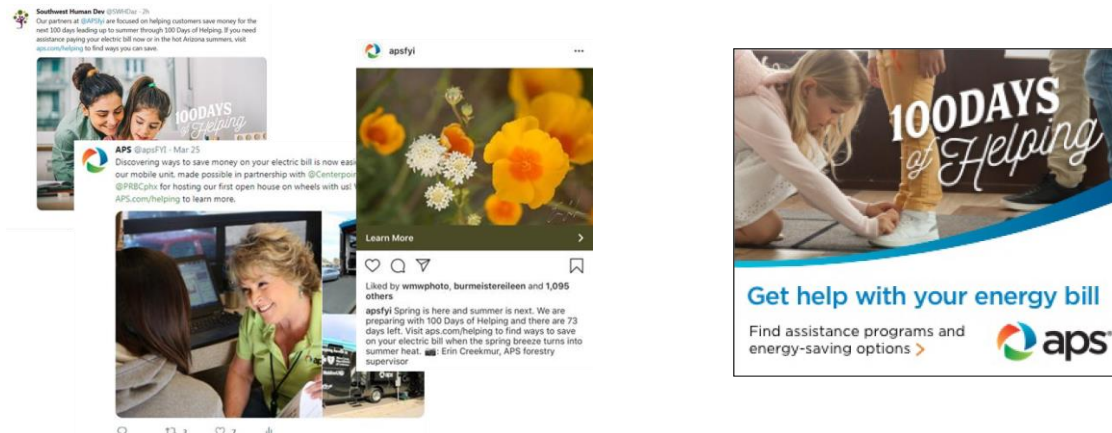 Southwest Human Dev @SWHDaz · 2h
Our partners at @APSfyi are focused on helping customers save money for the
next 100 days leading up to summer through 100 Days of Helping. If you need
assistance paying your electric bill now or in the hot Arizona summers, visit
aps.com/helping to find ways you can save.
100DAYS
of Helping
APS @apsFYI · Mar 25
Discovering ways to save money on your electric bill is now
our mobile unit, made possible in partnership with
@PRBCphx for hosting our first open house on wheels with us!
APS.com/helping to learn more.
apsfyi
Learn More
Liked by wmwphoto, burmeistereileen and 1,095
others
apsfyi Spring is here and summer is next. We are
preparing with 100 Days of Helping and there are 73
days left. Visit aps.com/helping to find ways to save
on your electric bill when the spring breeze turns into
summer heat. 📷: Erin Creekmur, APS forestry
supervisor
100DAYS
of Helping
Get help with your energy bill
Find assistance programs and
energy-saving options >
aps